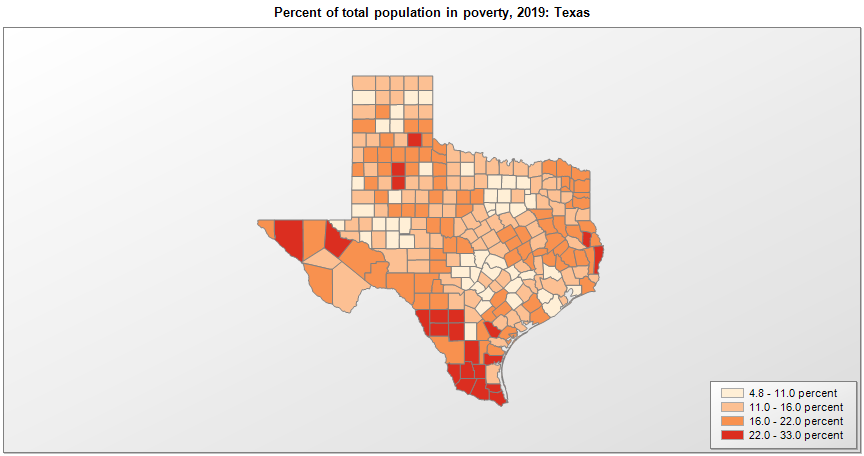 Percent of total population in poverty, 2019: Texas
4.8 - 11.0 percent
11.0 - 16.0 percent
16.0 - 22.0 percent
22.0 - 33.0 percent